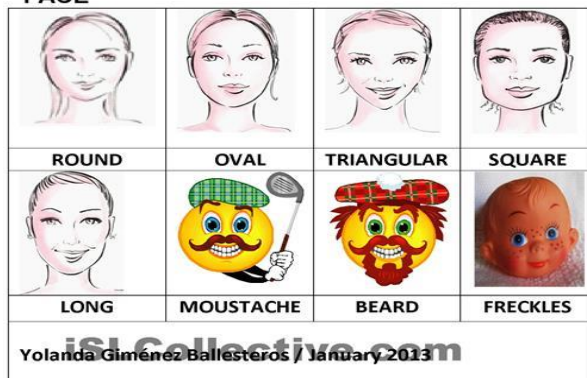 FACE
ROUND OVAL TRIANGULAR SQUARE
LONG MOUSTACHE BEARD FRECKLES
iSLCollective.com
Yolanda Giménez Ballesteros / January 2013